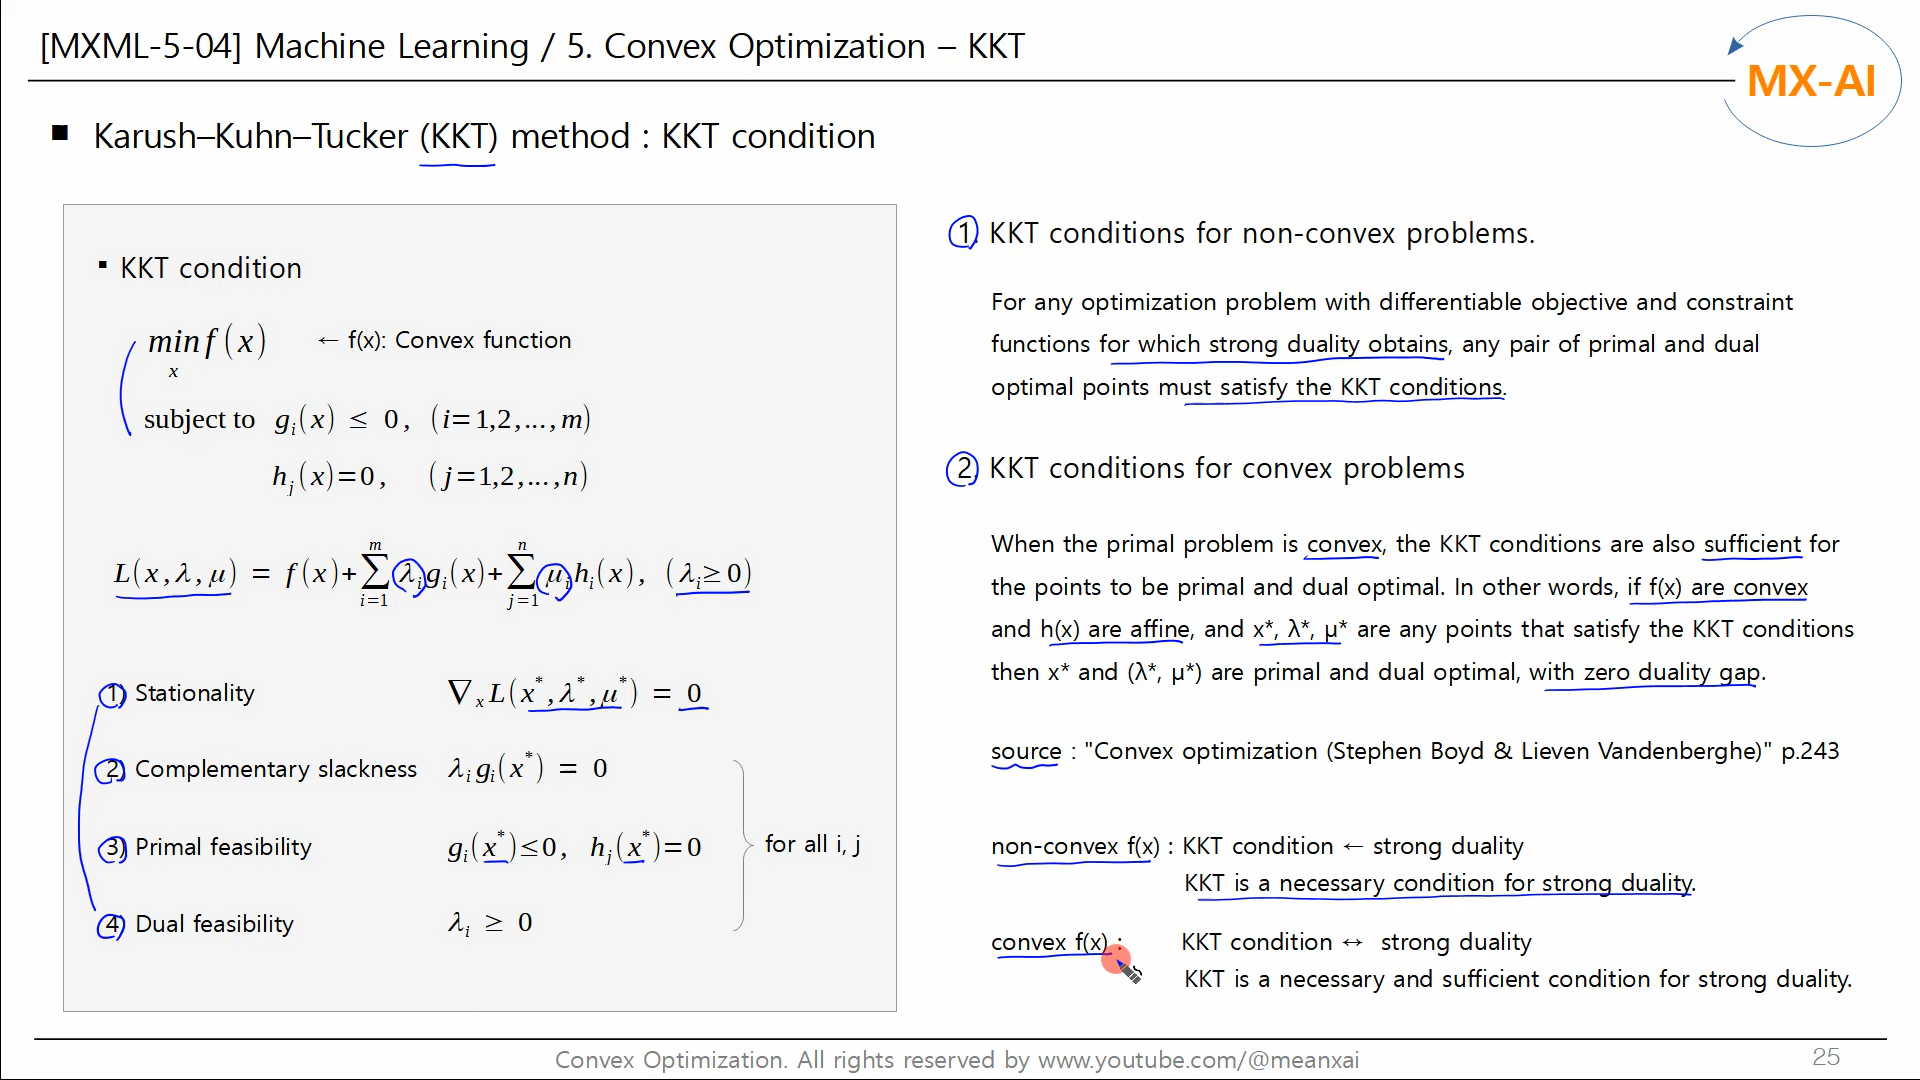 [MXML-5-04] Machine Learning / 5. Convex Optimization – KKT
MX-AI
■ Karush–Kuhn–Tucker (KKT) method : KKT condition
▪ KKT condition
min f(x) ← f(x): Convex function
x
subject to g_i(x) ≤ 0, (i=1,2,...,m)
h_j(x)=0, (j=1,2,...,n)
L(x,λ,μ) = f(x)+∑_{i=1}^{m} λ_i g_i(x)+∑_{j=1}^{n} μ_i h_i(x), (λ_i≥0)
1) Stationality ∇_x L(x*,λ*,μ*) = 0
2) Complementary slackness λ_i g_i(x*) = 0
3) Primal feasibility g_i(x*)≤0, h_j(x*)=0
4) Dual feasibility λ_i ≥ 0
for all i, j
1. KKT conditions for non-convex problems.
For any optimization problem with differentiable objective and constraint
functions for which strong duality obtains, any pair of primal and dual
optimal points must satisfy the KKT conditions.
2. KKT conditions for convex problems
When the primal problem is convex, the KKT conditions are also sufficient for
the points to be primal and dual optimal. In other words, if f(x) are convex
and h(x) are affine, and x*, λ*, μ* are any points that satisfy the KKT conditions
then x* and (λ*, μ*) are primal and dual optimal, with zero duality gap.
source : "Convex optimization (Stephen Boyd & Lieven Vandenberghe)" p.243
non-convex f(x) : KKT condition ← strong duality
KKT is a necessary condition for strong duality.
convex f(x) : KKT condition ↔ strong duality
KKT is a necessary and sufficient condition for strong duality.
Convex Optimization. All rights reserved by www.youtube.com/@meanxai
25